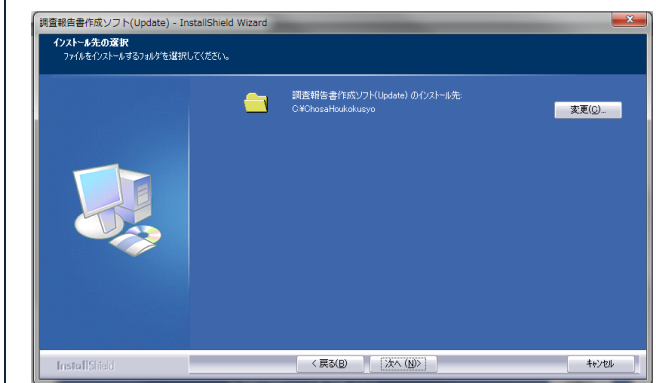 調査報告書作成ソフト(Update) - InstallShield Wizard
インストール先の選択
ファイルをインストールするフォルダを選択してください。
調査報告書作成ソフト(Update) のインストール先:
C:¥ChosaHoukokusyo
変更(C)...
InstallShield
< 戻る(B)
次へ (N)>
キャンセル